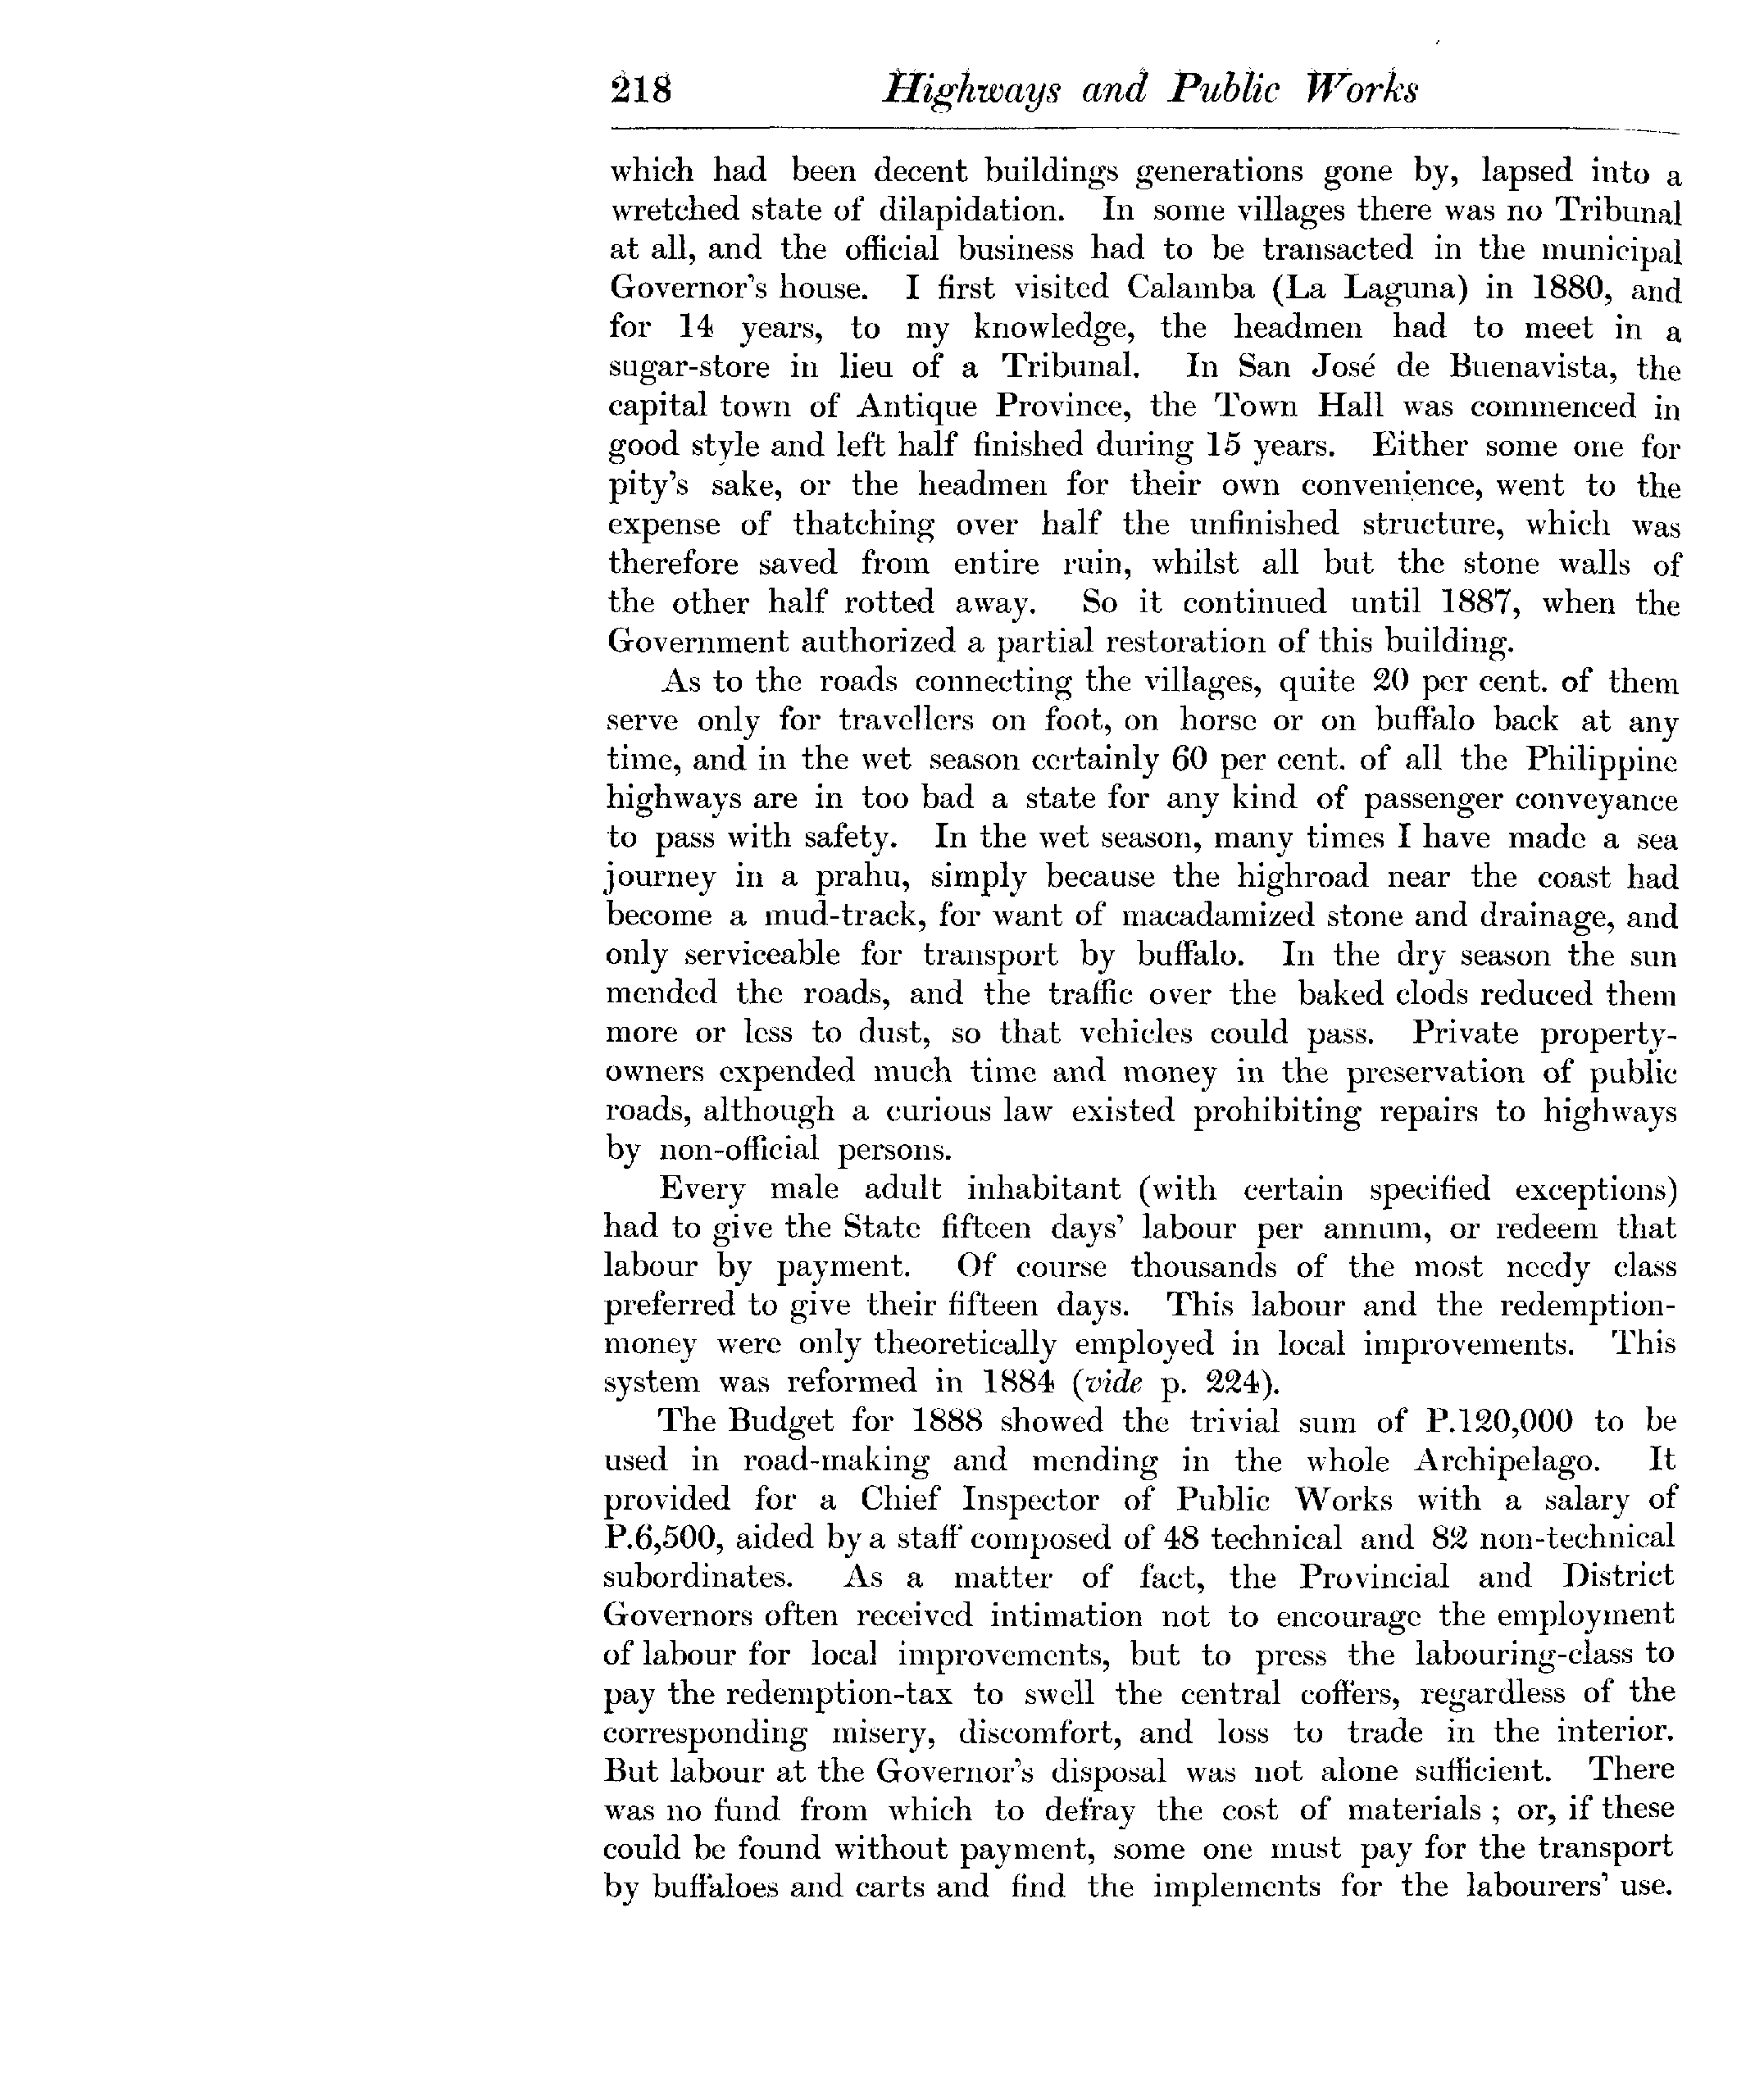 218 Highways and Public Works
which had been decent buildings generations gone by, lapsed into a
wretched state of dilapidation. In some villages there was no Tribunal
at all, and the official business had to be transacted in the municipal
Governor's house. I first visited Calamba (La Laguna) in 1880, and
for 14 years, to my knowledge, the headmen had to meet in a
sugar-store in lieu of a Tribunal. In San José de Buenavista, the
capital town of Antique Province, the Town Hall was commenced in
good style and left half finished during 15 years. Either some one for
pity's sake, or the headmen for their own convenience, went to the
expense of thatching over half the unfinished structure, which was
therefore saved from entire ruin, whilst all but the stone walls of
the other half rotted away. So it continued until 1887, when the
Government authorized a partial restoration of this building.
As to the roads connecting the villages, quite 20 per cent. of them
serve only for travellers on foot, on horse or on buffalo back at any
time, and in the wet season certainly 60 per cent. of all the Philippine
highways are in too bad a state for any kind of passenger conveyance
to pass with safety. In the wet season, many times I have made a sea
journey in a prahu, simply because the highroad near the coast had
become a mud-track, for want of macadamized stone and drainage, and
only serviceable for transport by buffalo. In the dry season the sun
mended the roads, and the traffic over the baked clods reduced them
more or less to dust, so that vehicles could pass. Private property-
owners expended much time and money in the preservation of public
roads, although a curious law existed prohibiting repairs to highways
by non-official persons.
Every male adult inhabitant (with certain specified exceptions)
had to give the State fifteen days' labour per annum, or redeem that
labour by payment. Of course thousands of the most needy class
preferred to give their fifteen days. This labour and the redemption-
money were only theoretically employed in local improvements. This
system was reformed in 1884 (vide p. 224).
The Budget for 1888 showed the trivial sum of P.120,000 to be
used in road-making and mending in the whole Archipelago. It
provided for a Chief Inspector of Public Works with a salary of
P.6,500, aided by a staff composed of 48 technical and 82 non-technical
subordinates. As a matter of fact, the Provincial and District
Governors often received intimation not to encourage the employment
of labour for local improvements, but to press the labouring-class to
pay the redemption-tax to swell the central coffers, regardless of the
corresponding misery, discomfort, and loss to trade in the interior.
But labour at the Governor's disposal was not alone sufficient. There
was no fund from which to defray the cost of materials ; or, if these
could be found without payment, some one must pay for the transport
by buffaloes and carts and find the implements for the labourers' use.